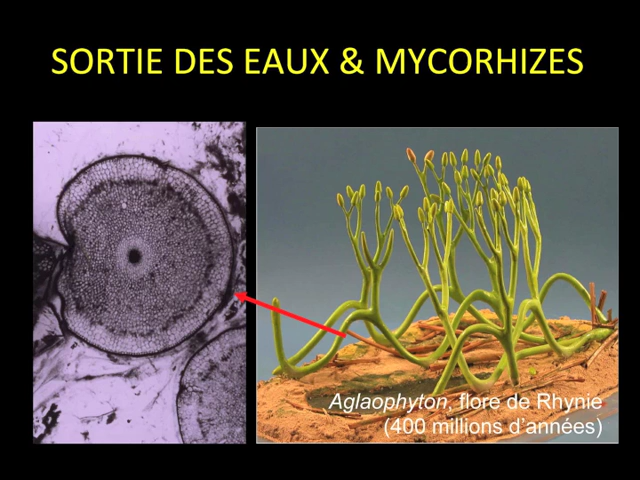 SORTIE DES EAUX & MYCORHIZES
Aglaophyton, flore de Rhynie
(400 millions d'années)